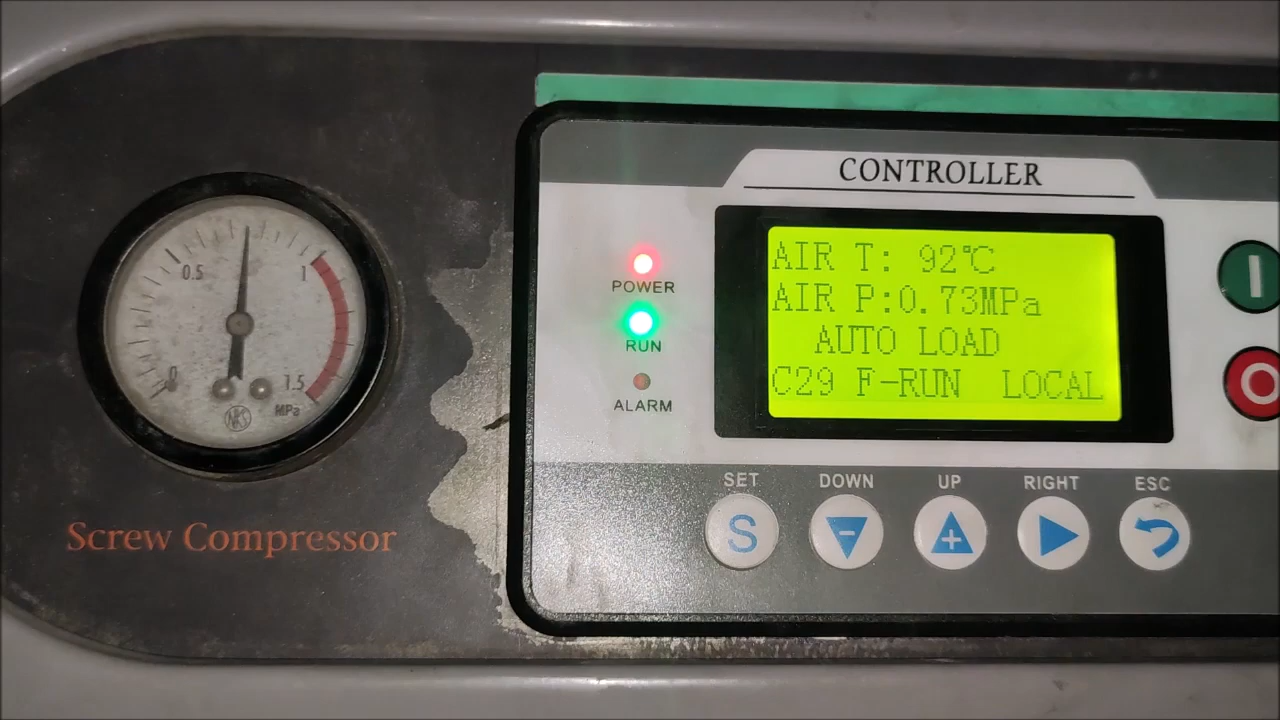 CONTROLLER
AIR T: 92℃
AIR P:0.73MPa
AUTO LOAD
C29 F-RUN LOCAL
POWER
RUN
ALARM
SET DOWN UP RIGHT ESC
S
0 0.5 1 1.5
MPa
Screw Compressor